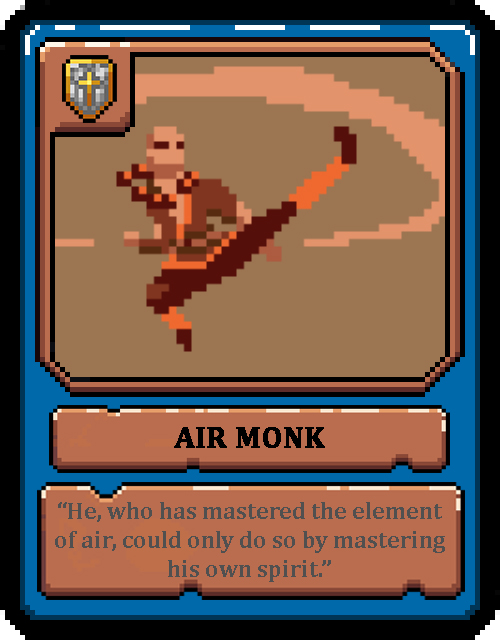 AIR MONK
“He, who has mastered the element
of air, could only do so by mastering
his own spirit.”